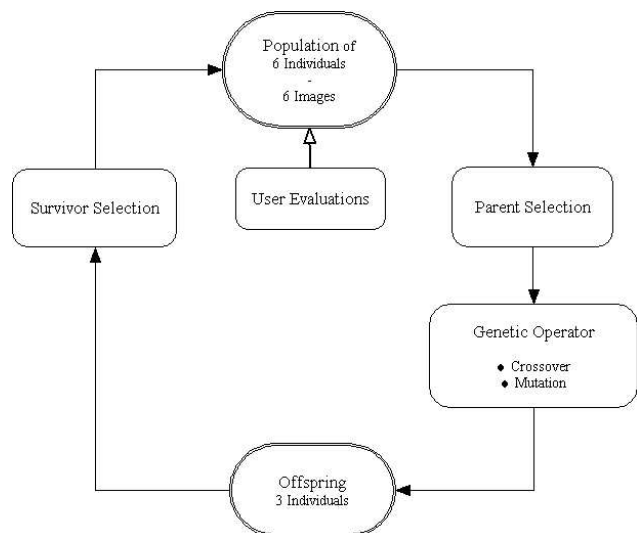 Population of
6 Individuals
-
6 Images
Survivor Selection
User Evaluations
Parent Selection
Genetic Operator
• Crossover
• Mutation
Offspring
3 Individuals